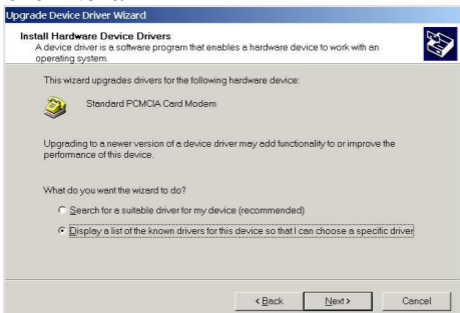 Upgrade Device Driver Wizard
Install Hardware Device Drivers
A device driver is a software program that enables a hardware device to work with an
operating system.
This wizard upgrades drivers for the following hardware device:
Standard PCMCIA Card Modem
Upgrading to a newer version of a device driver may add functionality to or improve the
performance of this device.
What do you want the wizard to do?
Search for a suitable driver for my device (recommended)
Display a list of the known drivers for this device so that I can choose a specific driver
< Back Next > Cancel